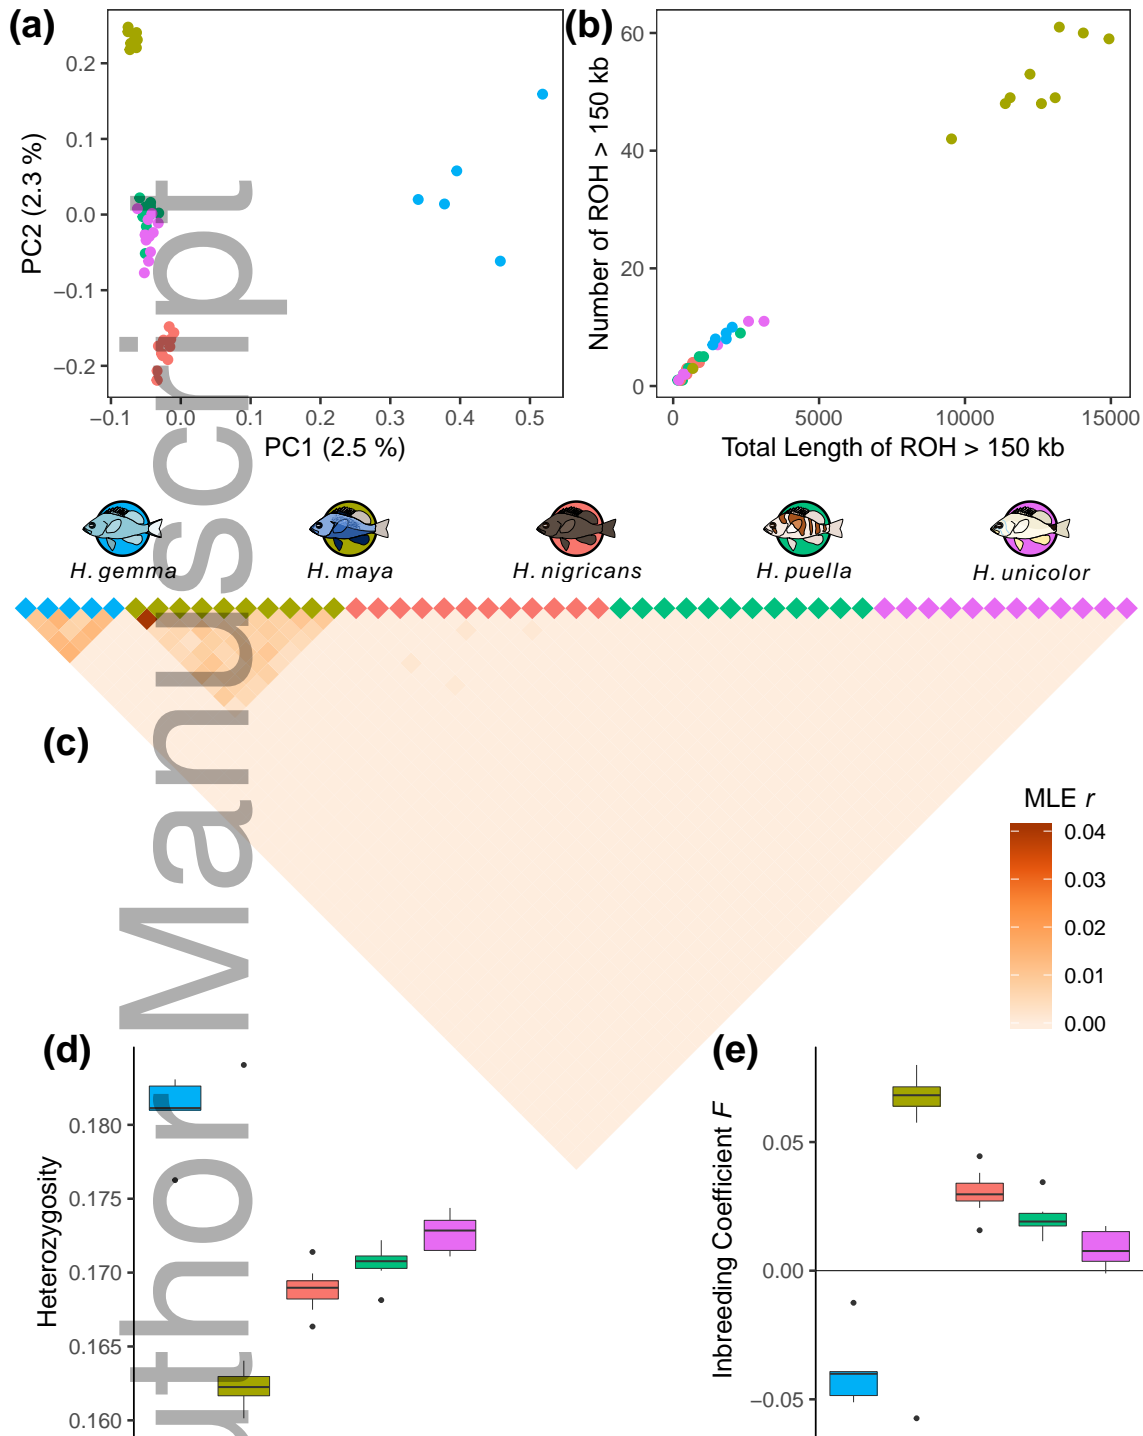 (a)
(b)
0.2
0.1
0.0
−0.1
−0.2
PC2 (2.3 %)
−0.1
0.0
0.1
0.2
0.3
0.4
0.5
PC1 (2.5 %)
60
40
20
0
Number of ROH > 150 kb
0
5000
10000
15000
Total Length of ROH > 150 kb
H. gemma
H. maya
H. nigricans
H. puella
H. unicolor
(c)
MLE r
0.04
0.03
0.02
0.01
0.00
(d)
0.180
0.175
0.170
0.165
0.160
Heterozygosity
(e)
0.05
0.00
−0.05
Inbreeding Coefficient F
uthor Manuscript